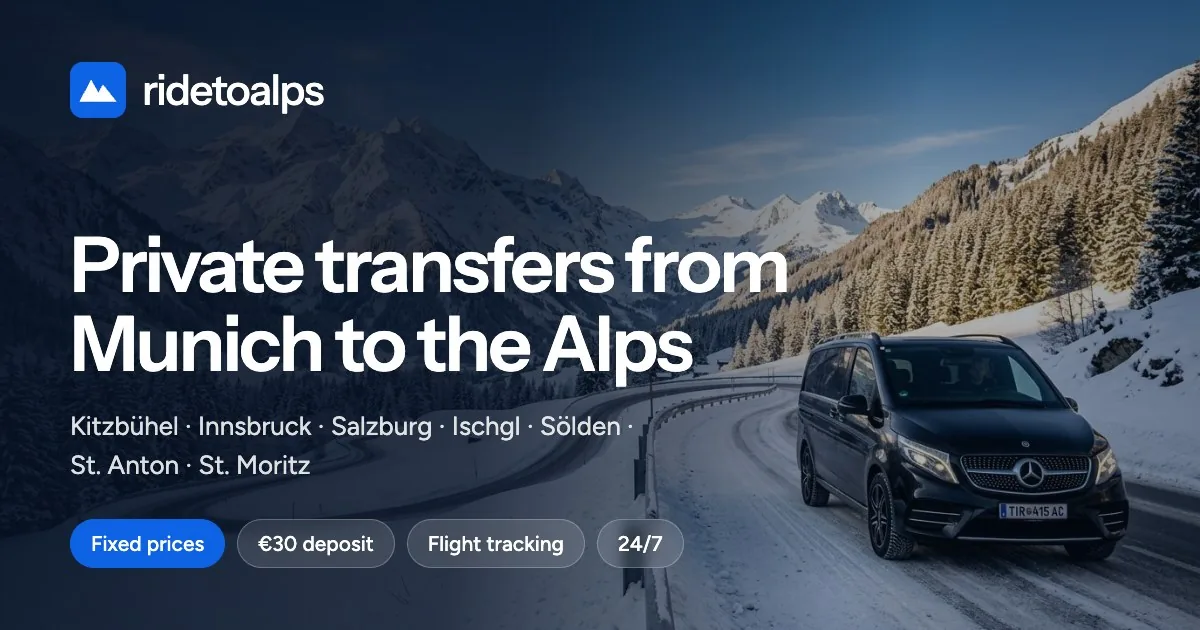 ridetoalps
Private transfers from
Munich to the Alps
Kitzbühel · Innsbruck · Salzburg · Ischgl · Sölden ·
St. Anton · St. Moritz
Fixed prices
€30 deposit
Flight tracking
24/7
TIR 415 AC